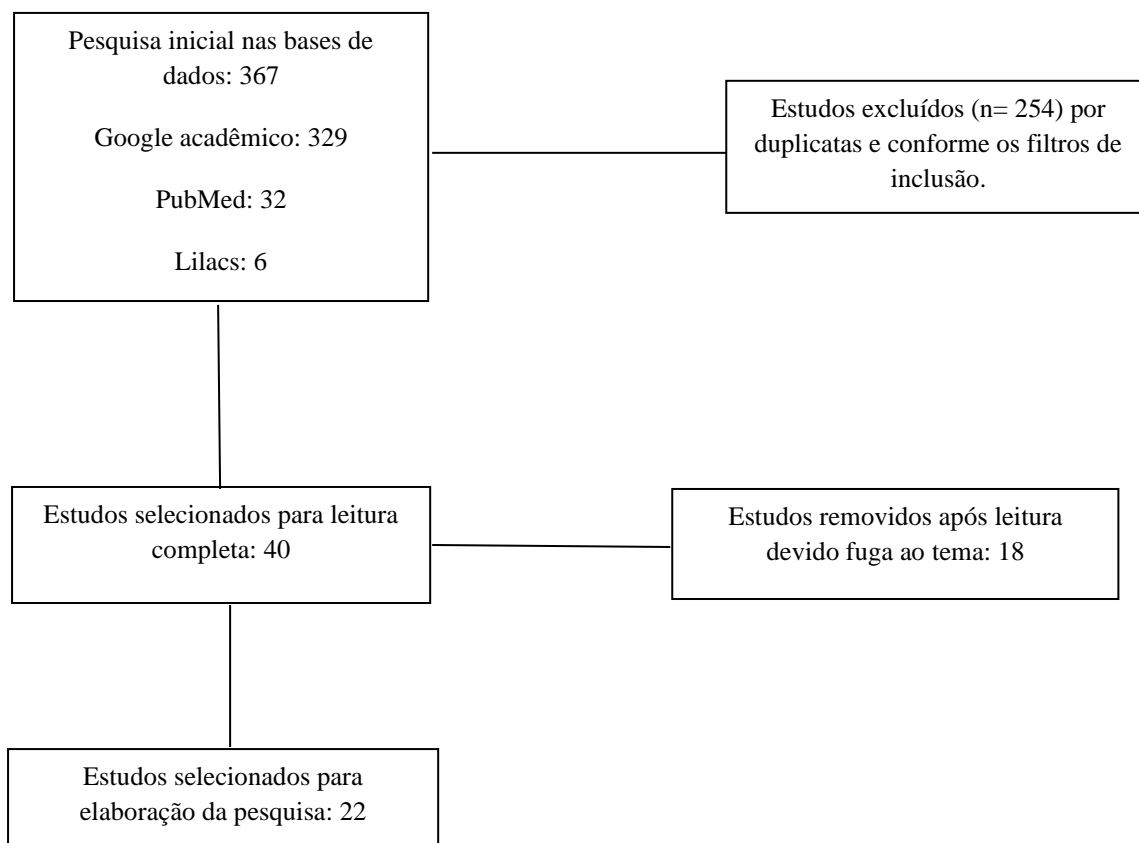 Pesquisa inicial nas bases de
dados: 367
Google acadêmico: 329
PubMed: 32
Lilacs: 6
Estudos excluídos (n= 254) por
duplicatas e conforme os filtros de
inclusão.
Estudos selecionados para leitura
completa: 40
Estudos removidos após leitura
devido fuga ao tema: 18
Estudos selecionados para
elaboração da pesquisa: 22